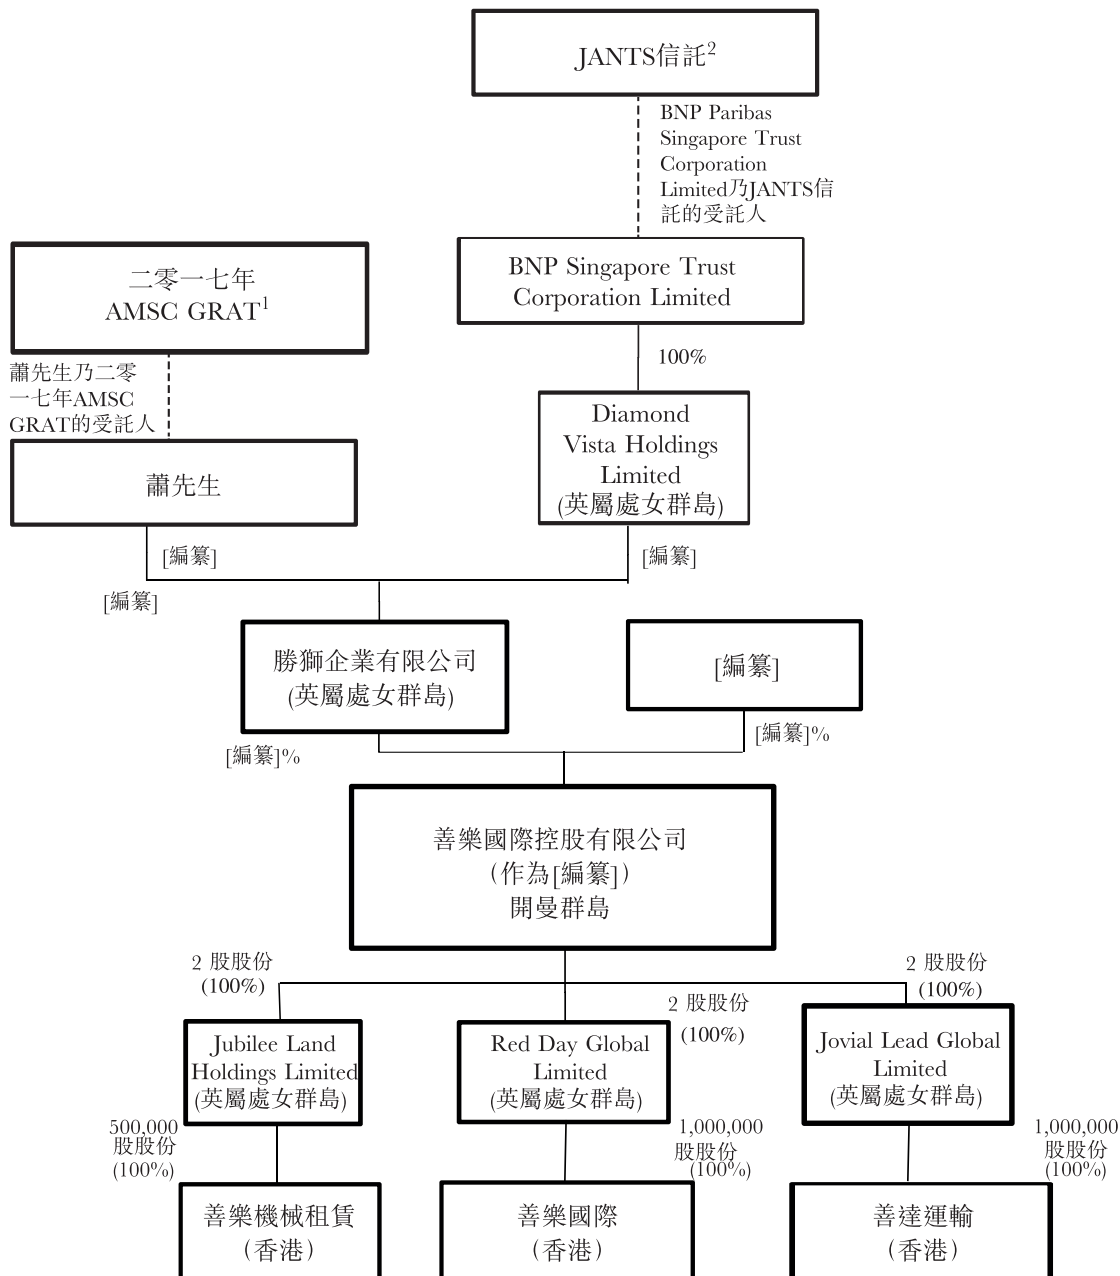 JANTS信託2
BNP Paribas
Singapore Trust
Corporation
Limited乃JANTS信
託的受託人
二零一七年
AMSC GRAT1
BNP Singapore Trust
Corporation Limited
蕭先生乃二零
一七年AMSC
GRAT的受託人
100%
蕭先生
Diamond
Vista Holdings
Limited
(英屬處女群島)
[編纂]
[編纂]
[編纂]
勝獅企業有限公司
(英屬處女群島)
[編纂]
[編纂]%
[編纂]%
善樂國際控股有限公司
（作為[編纂]）
開曼群島
2 股股份
(100%)
2 股股份
(100%)
2 股股份
(100%)
Jubilee Land
Holdings Limited
(英屬處女群島)
Red Day Global
Limited
(英屬處女群島)
Jovial Lead Global
Limited
(英屬處女群島)
500,000
股股份
(100%)
1,000,000
股股份
(100%)
1,000,000
股股份
(100%)
善樂機械租賃
（香港）
善樂國際
（香港）
善達運輸
（香港）